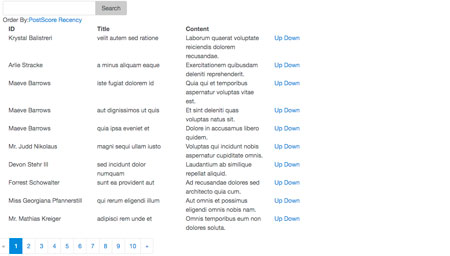 Search
Order By:PostScore Recency
ID Title Content
Krystal Balistreri velit autem sed ratione Laborum quaerat voluptate Up Down
reiciendis dolorem
recusandae.
Arlie Stracke a minus aliquam eaque Exercitationem quibusdam Up Down
deleniti reprehenderit.
Maeve Barrows iste fugiat dolorem id Quia qui et temporibus Up Down
aspernatur voluptas vitae
est.
Maeve Barrows aut dignissimos ut quis Et sint deleniti quas Up Down
voluptas natus sit.
Maeve Barrows quia ipsa eveniet et Dolore in accusamus libero Up Down
quidem.
Mr. Judd Nikolaus magni sequi ullam iusto Voluptas qui incidunt nobis Up Down
aspernatur cupiditate omnis.
Devon Stehr III sed incidunt dolor Laudantium ab similique Up Down
numquam repellat aliquid.
Forrest Schowalter sunt ea provident aut Ad recusandae dolores sed Up Down
architecto quia cum.
Miss Georgiana Pfannerstill qui rerum eligendi illum Aut omnis et possimus Up Down
eligendi omnis nobis nam.
Mr. Mathias Kreiger adipisci rem unde et Omnis temporibus eum non Up Down
dolores soluta.
« 1 2 3 4 5 6 7 8 9 10 »